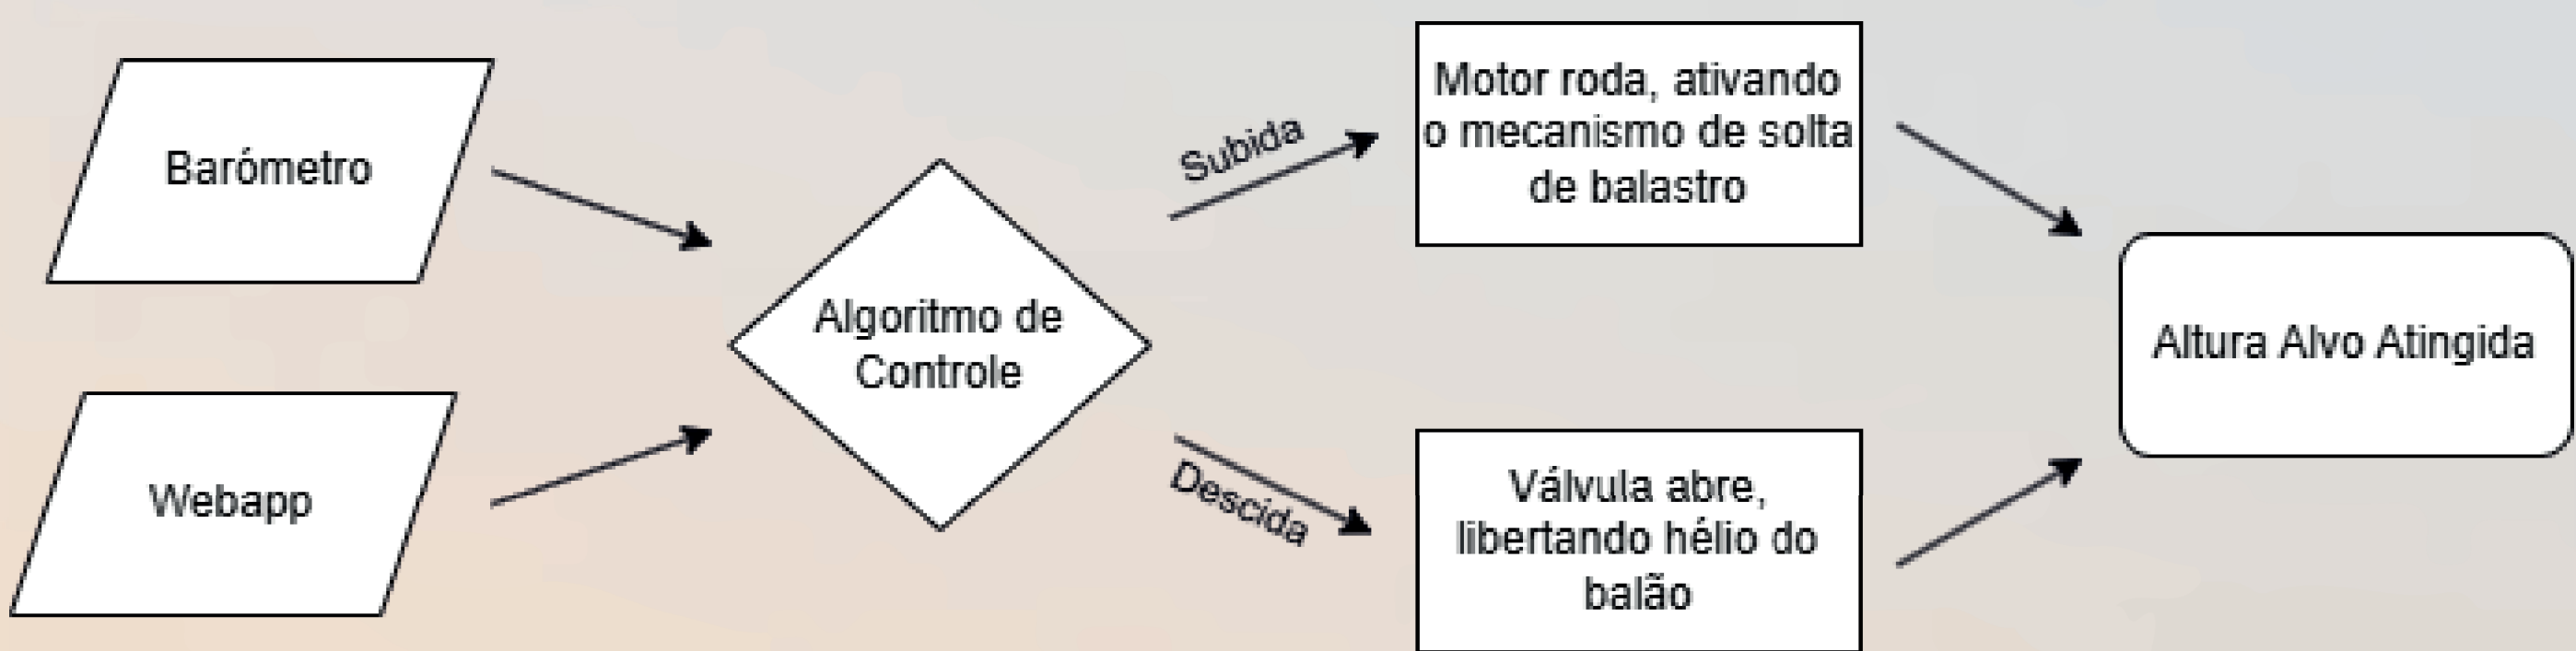 Barómetro
Webapp
Algoritmo de
Controle
Subida
Descida
Motor roda, ativando
o mecanismo de solta
de balastro
Válvula abre,
libertando hélio do
balão
Altura Alvo Atingida